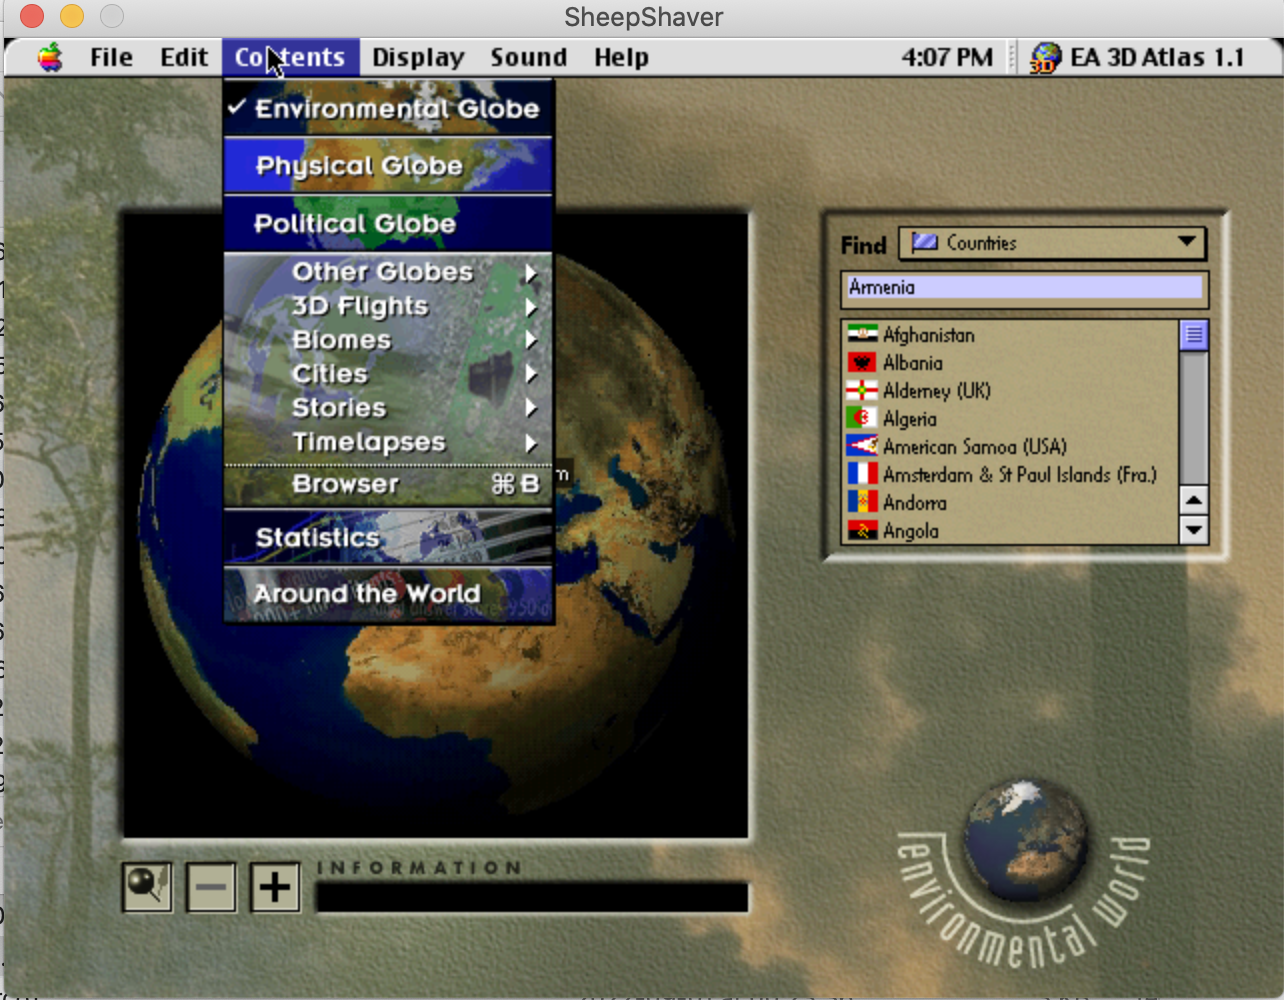 SheepShaver
File Edit Contents Display Sound Help 4:07 PM 3D EA 3D Atlas 1.1
✓ Environmental Globe
Physical Globe
Political Globe
Other Globes
3D Flights
Biomes
Cities
Stories
Timelapses
Browser ⌘B
Statistics
Around the World
Find Countries
Armenia
Afghanistan
Albania
Alderney (UK)
Algeria
American Samoa (USA)
Amsterdam & St Paul Islands (Fra.)
Andorra
Angola
INFORMATION
environmental world